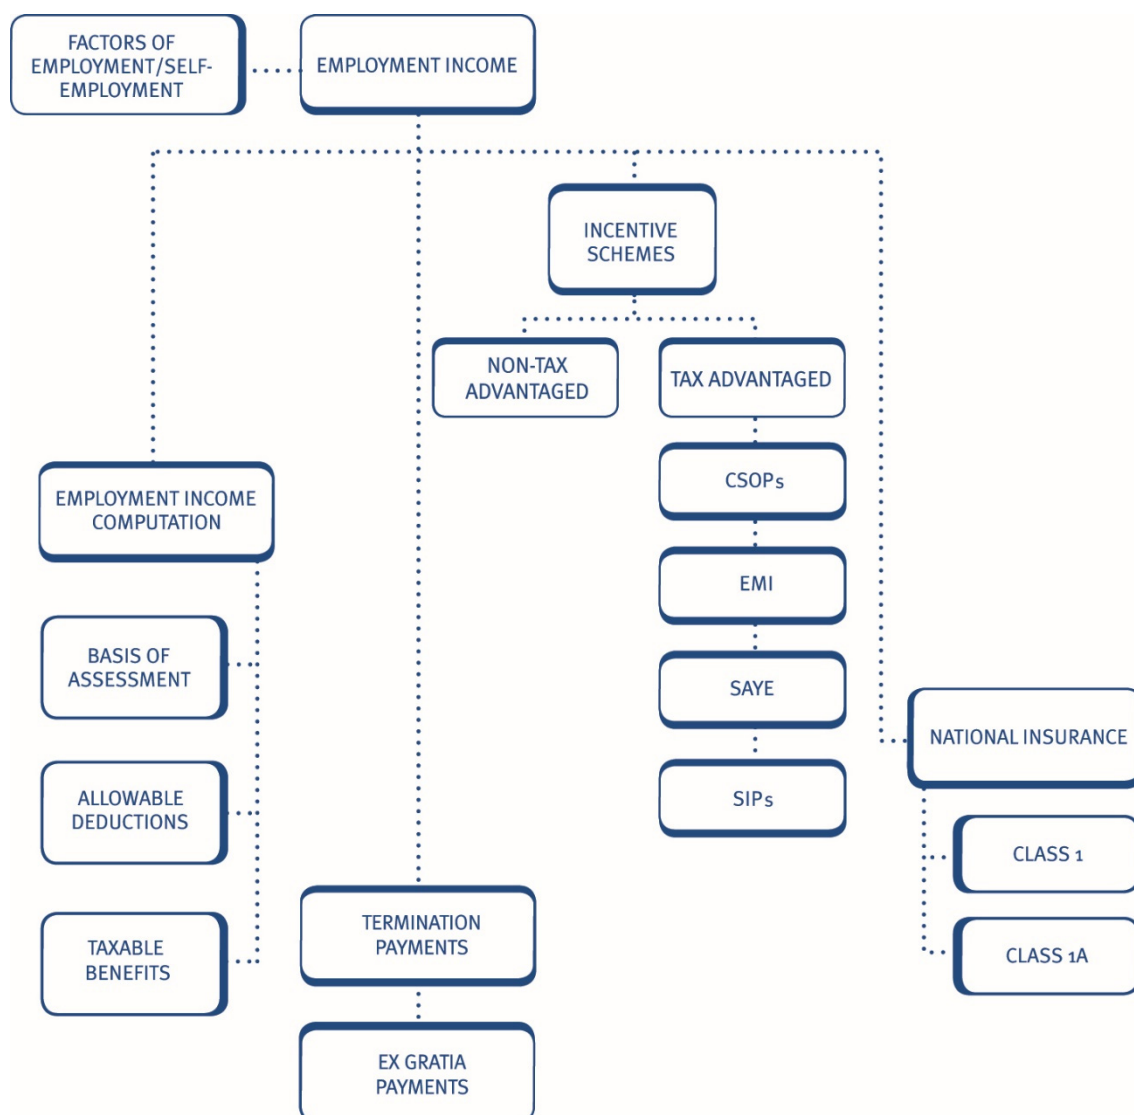 FACTORS OF
EMPLOYMENT/SELF-
EMPLOYMENT
EMPLOYMENT INCOME
INCENTIVE
SCHEMES
NON-TAX
ADVANTAGED
TAX ADVANTAGED
CSOPs
EMI
SAYE
SIPs
EMPLOYMENT INCOME
COMPUTATION
BASIS OF
ASSESSMENT
ALLOWABLE
DEDUCTIONS
TAXABLE
BENEFITS
TERMINATION
PAYMENTS
EX GRATIA
PAYMENTS
NATIONAL INSURANCE
CLASS 1
CLASS 1A